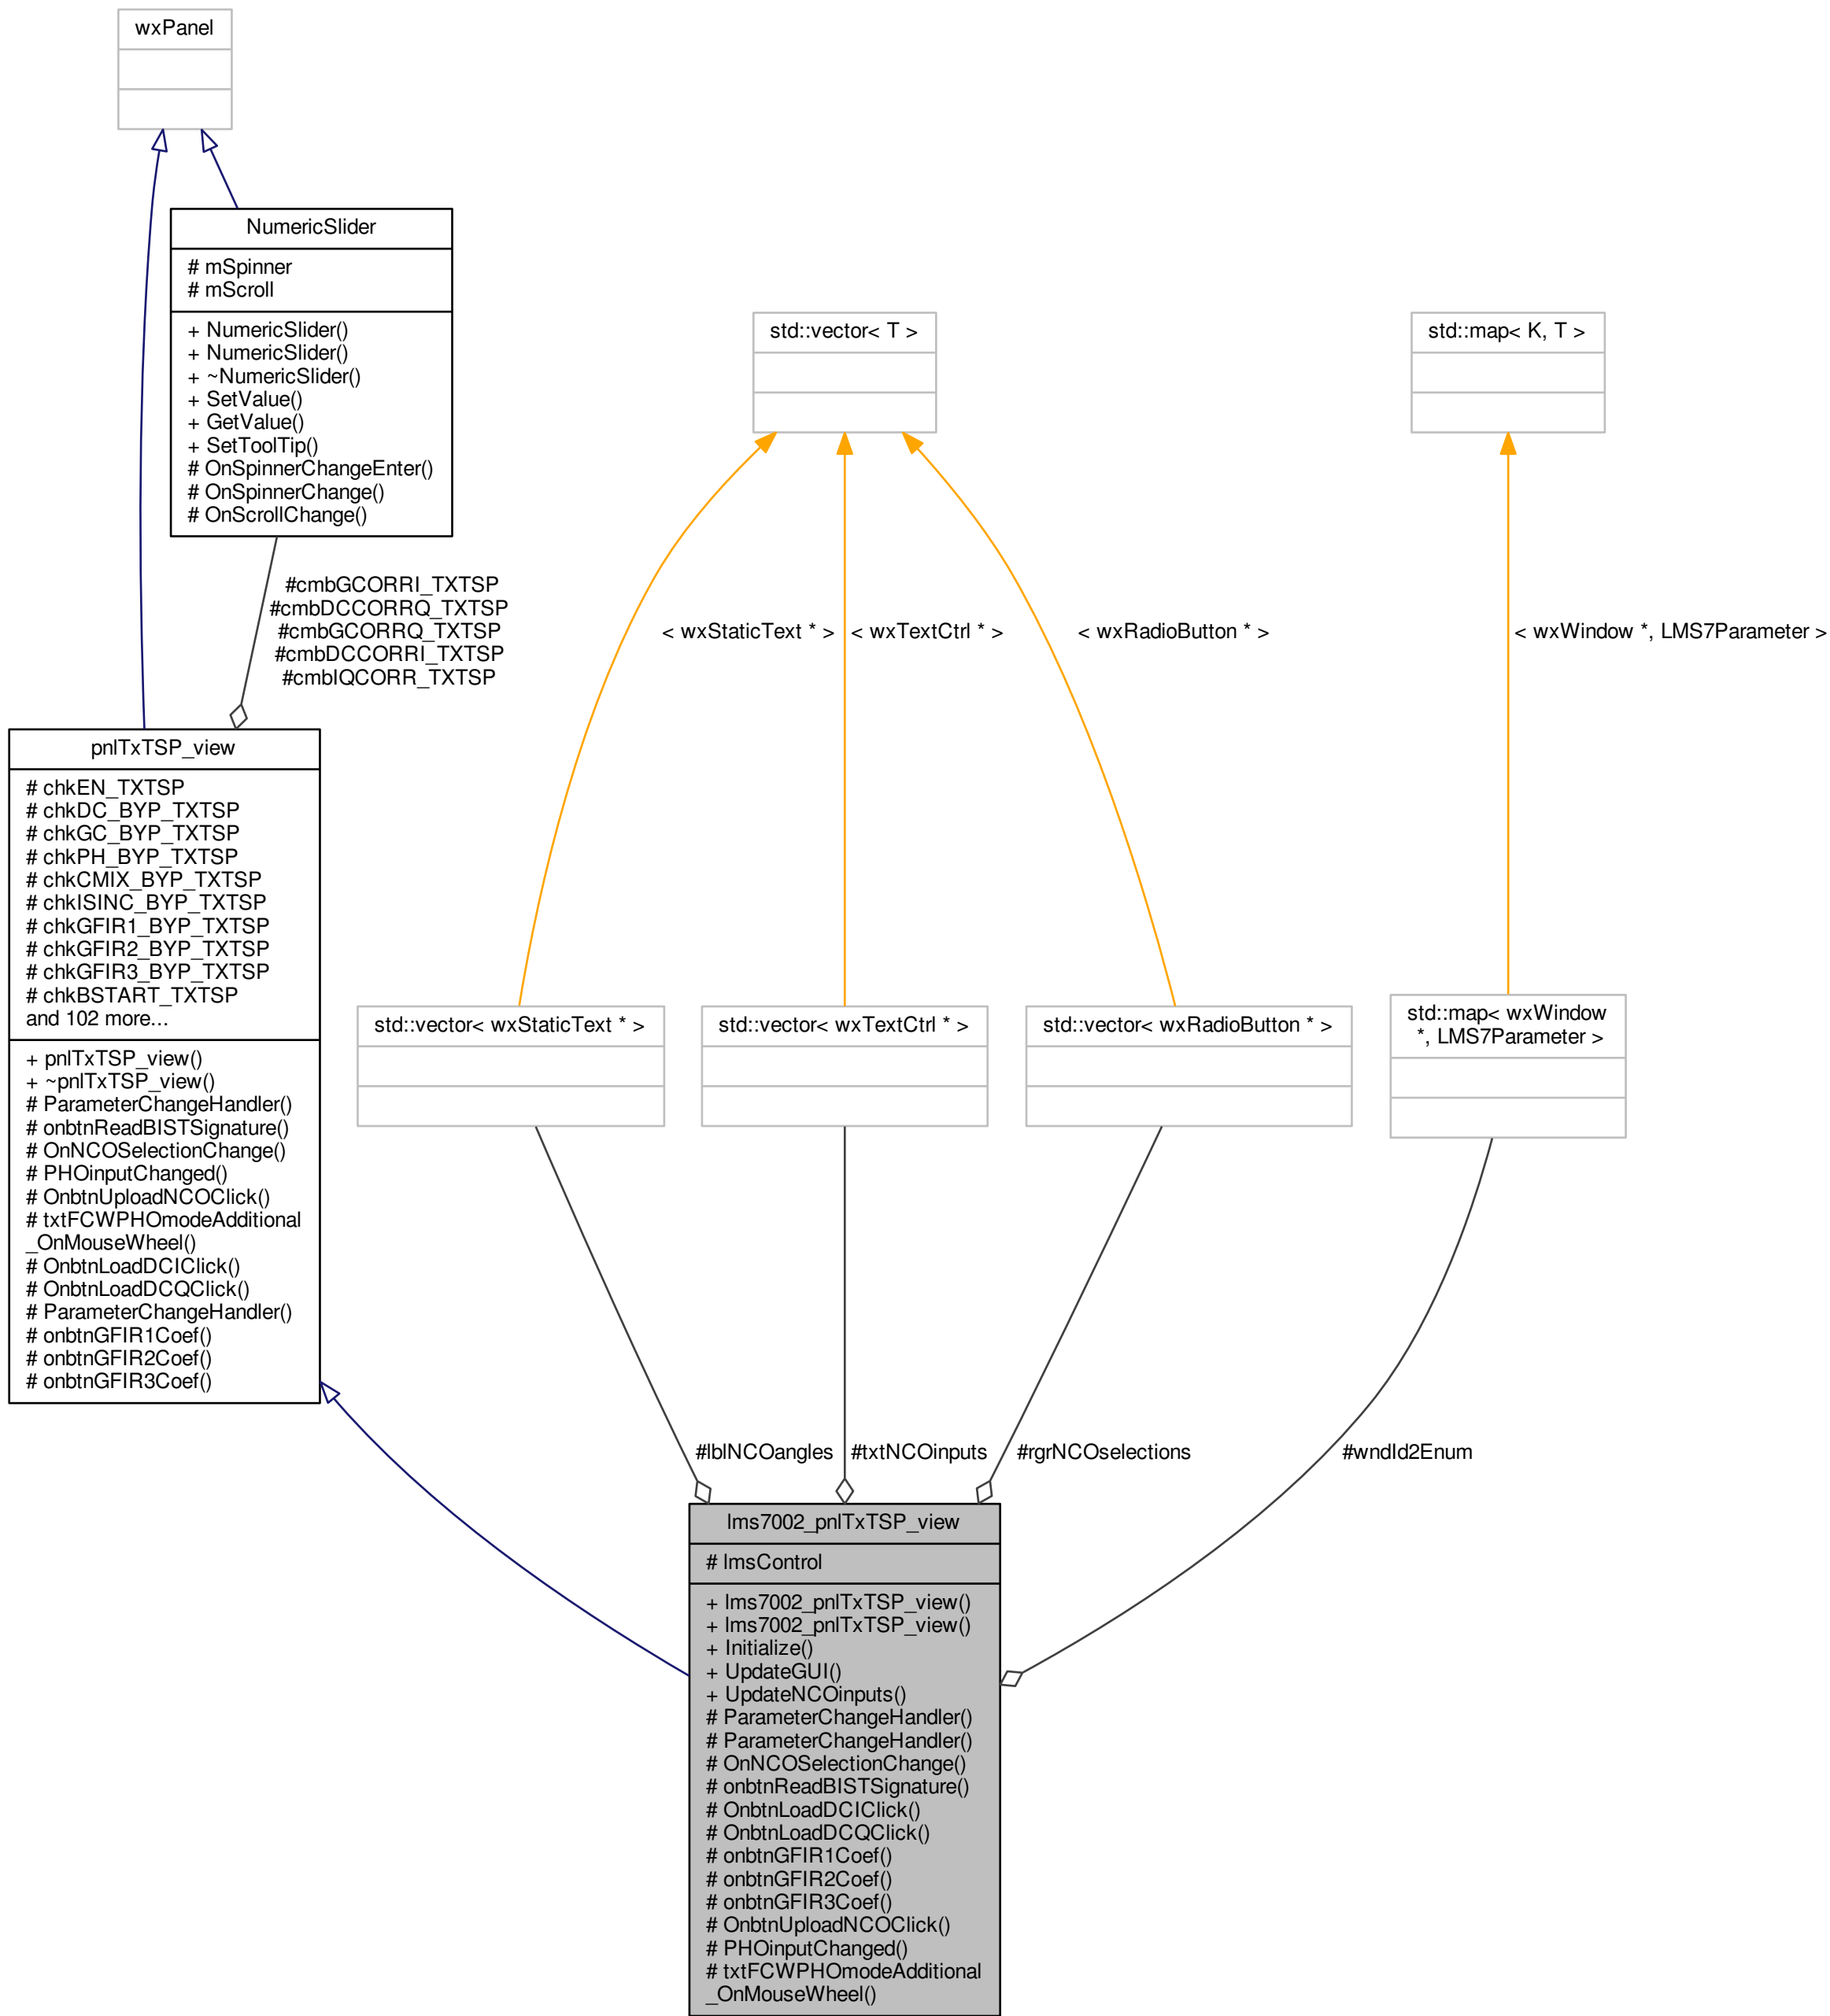 wxPanel
NumericSlider
# mSpinner
# mScroll
+ NumericSlider()
+ NumericSlider()
+ ~NumericSlider()
+ SetValue()
+ GetValue()
+ SetToolTip()
# OnSpinnerChangeEnter()
# OnSpinnerChange()
# OnScrollChange()
std::vector< T >
std::map< K, T >
#cmbGCORRI_TXTSP
#cmbDCCORRQ_TXTSP
#cmbGCORRQ_TXTSP
#cmbDCCORRI_TXTSP
#cmbIQCORR_TXTSP
< wxStaticText * >
< wxTextCtrl * >
< wxRadioButton * >
< wxWindow *, LMS7Parameter >
pnlTxTSP_view
# chkEN_TXTSP
# chkDC_BYP_TXTSP
# chkGC_BYP_TXTSP
# chkPH_BYP_TXTSP
# chkCMIX_BYP_TXTSP
# chkISINC_BYP_TXTSP
# chkGFIR1_BYP_TXTSP
# chkGFIR2_BYP_TXTSP
# chkGFIR3_BYP_TXTSP
# chkBSTART_TXTSP
and 102 more...
+ pnlTxTSP_view()
+ ~pnlTxTSP_view()
# ParameterChangeHandler()
# onbtnReadBISTSignature()
# OnNCOSelectionChange()
# PHOinputChanged()
# OnbtnUploadNCOClick()
# txtFCWPHOmodeAdditional
_OnMouseWheel()
# OnbtnLoadDCIClick()
# OnbtnLoadDCQClick()
# ParameterChangeHandler()
# onbtnGFIR1Coef()
# onbtnGFIR2Coef()
# onbtnGFIR3Coef()
std::vector< wxStaticText * >
std::vector< wxTextCtrl * >
std::vector< wxRadioButton * >
std::map< wxWindow
*, LMS7Parameter >
#lblNCOangles
#txtNCOinputs
#rgrNCOselections
#wndId2Enum
lms7002_pnlTxTSP_view
# lmsControl
+ lms7002_pnlTxTSP_view()
+ lms7002_pnlTxTSP_view()
+ Initialize()
+ UpdateGUI()
+ UpdateNCOinputs()
# ParameterChangeHandler()
# ParameterChangeHandler()
# OnNCOSelectionChange()
# onbtnReadBISTSignature()
# OnbtnLoadDCIClick()
# OnbtnLoadDCQClick()
# onbtnGFIR1Coef()
# onbtnGFIR2Coef()
# onbtnGFIR3Coef()
# OnbtnUploadNCOClick()
# PHOinputChanged()
# txtFCWPHOmodeAdditional
_OnMouseWheel()